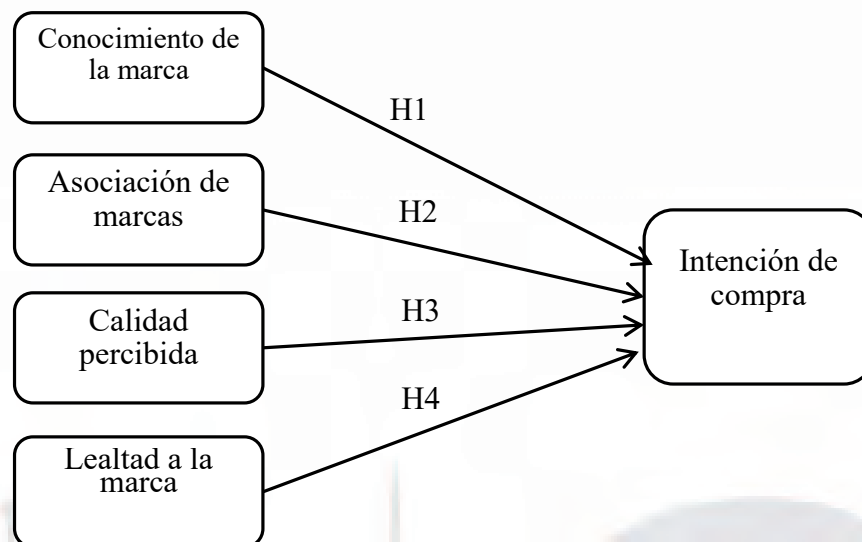 Conocimiento de
la marca
H1
Asociación de
marcas
H2
Calidad
percibida
H3
Lealtad a la
marca
H4
Intención de
compra